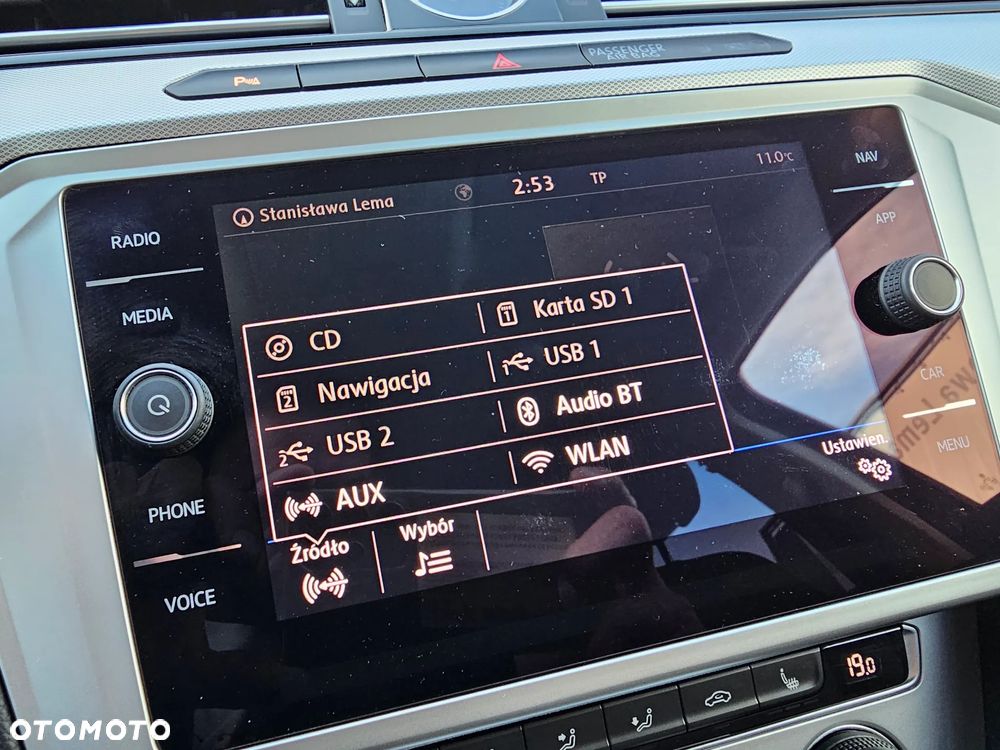 P
PASSENGER
AIR BAG
RADIO
MEDIA
PHONE
VOICE
Stanisława Lema
2:53
TP
11.0°C
CD
Karta SD 1
Nawigacja
USB 1
USB 2
Audio BT
AUX
WLAN
Źródło
Wybór
Ustawien.
NAV
APP
CAR
MENU
19.0
OTOMOTO